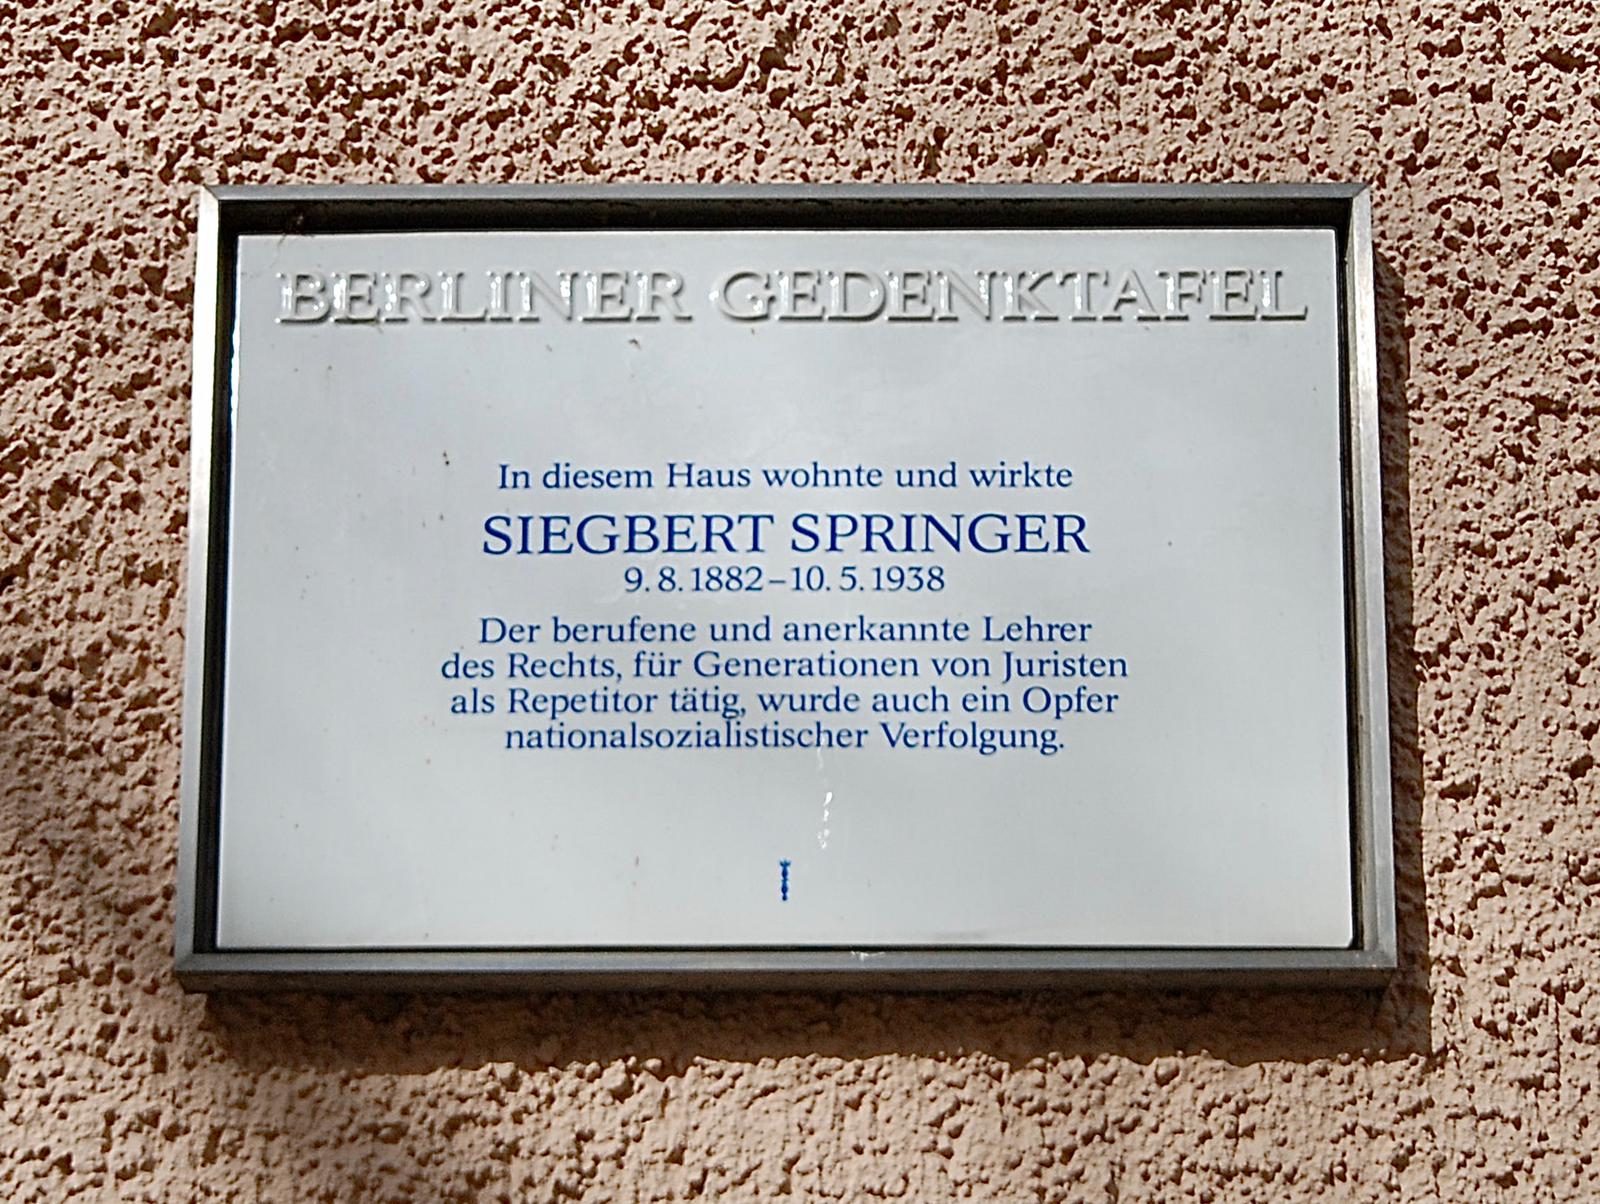 BERLINER GEDENKTAFEL
In diesem Haus wohnte und wirkte
SIEGBERT SPRINGER
9. 8. 1882 – 10. 5. 1938
Der berufene und anerkannte Lehrer
des Rechts, für Generationen von Juristen
als Repetitor tätig, wurde auch ein Opfer
nationalsozialistischer Verfolgung.